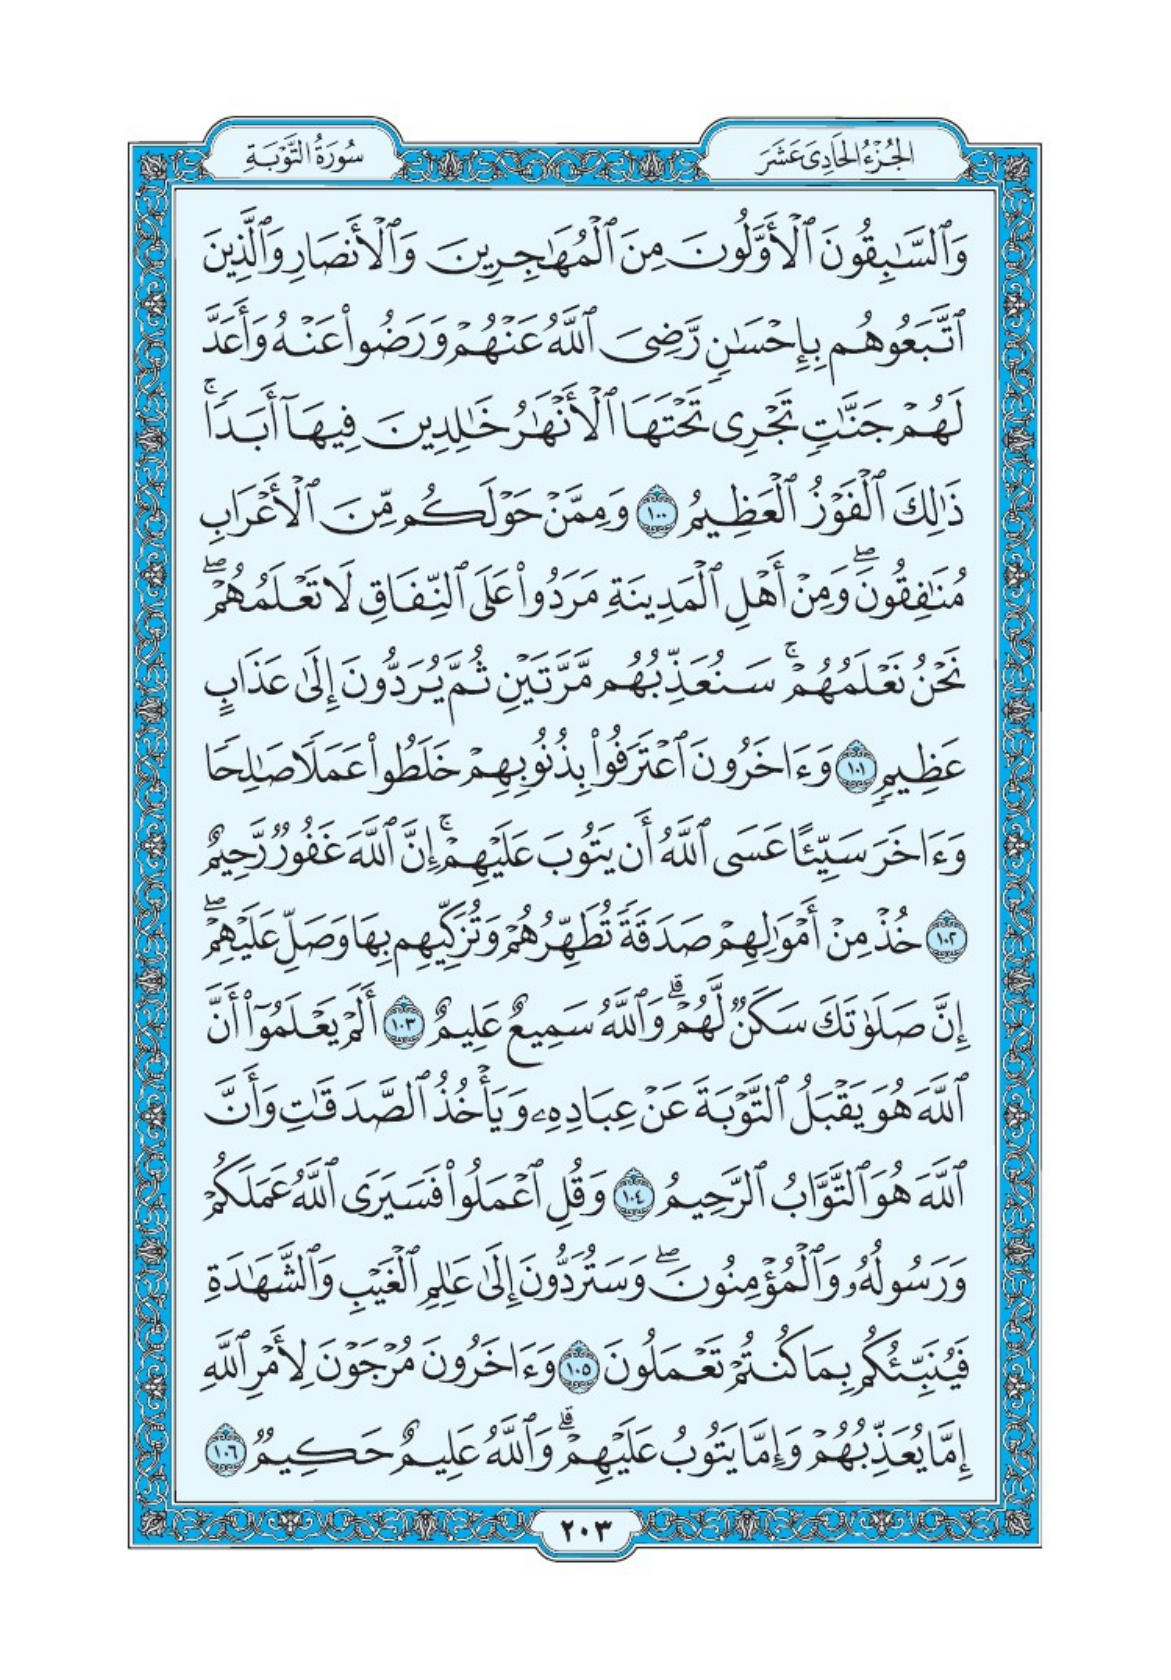 الجُزْءُ الحَادِيَ عَشَرَ
سُورَةُ التَّوْبَةِ
وَٱلسَّٰبِقُونَ ٱلْأَوَّلُونَ مِنَ ٱلْمُهَٰجِرِينَ وَٱلْأَنصَارِ وَٱلَّذِينَ
ٱتَّبَعُوهُم بِإِحْسَٰنٍ رَّضِىَ ٱللَّهُ عَنْهُمْ وَرَضُوا۟ عَنْهُ وَأَعَدَّ
لَهُمْ جَنَّٰتٍ تَجْرِى تَحْتَهَا ٱلْأَنْهَٰرُ خَٰلِدِينَ فِيهَآ أَبَدًا ۚ
ذَٰلِكَ ٱلْفَوْزُ ٱلْعَظِيمُ ١٠٠ وَمِمَّنْ حَوْلَكُم مِّنَ ٱلْأَعْرَابِ
مُنَٰفِقُونَ ۖ وَمِنْ أَهْلِ ٱلْمَدِينَةِ مَرَدُوا۟ عَلَى ٱلنِّفَاقِ لَا تَعْلَمُهُمْ ۖ
نَحْنُ نَعْلَمُهُمْ ۚ سَنُعَذِّبُهُم مَّرَّتَيْنِ ثُمَّ يُرَدُّونَ إِلَىٰ عَذَابٍ
عَظِيمٍ ١٠١ وَءَاخَرُونَ ٱعْتَرَفُوا۟ بِذُنُوبِهِمْ خَلَطُوا۟ عَمَلًا صَٰلِحًا
وَءَاخَرَ سَيِّئًا عَسَى ٱللَّهُ أَن يَتُوبَ عَلَيْهِمْ ۚ إِنَّ ٱللَّهَ غَفُورٌ رَّحِيمٌ
١٠٢ خُذْ مِنْ أَمْوَٰلِهِمْ صَدَقَةً تُطَهِّرُهُمْ وَتُزَكِّيهِم بِهَا وَصَلِّ عَلَيْهِمْ ۖ
إِنَّ صَلَوٰتَكَ سَكَنٌ لَّهُمْ ۗ وَٱللَّهُ سَمِيعٌ عَلِيمٌ ١٠٣ أَلَمْ يَعْلَمُوٓا۟ أَنَّ
ٱللَّهَ هُوَ يَقْبَلُ ٱلتَّوْبَةَ عَنْ عِبَادِهِۦ وَيَأْخُذُ ٱلصَّدَقَٰتِ وَأَنَّ
ٱللَّهَ هُوَ ٱلتَّوَّابُ ٱلرَّحِيمُ ١٠٤ وَقُلِ ٱعْمَلُوا۟ فَسَيَرَى ٱللَّهُ عَمَلَكُمْ
وَرَسُولُهُۥ وَٱلْمُؤْمِنُونَ ۖ وَسَتُرَدُّونَ إِلَىٰ عَٰلِمِ ٱلْغَيْبِ وَٱلشَّهَٰدَةِ
فَيُنَبِّئُكُم بِمَا كُنتُمْ تَعْمَلُونَ ١٠٥ وَءَاخَرُونَ مُرْجَوْنَ لِأَمْرِ ٱللَّهِ
إِمَّا يُعَذِّبُهُمْ وَإِمَّا يَتُوبُ عَلَيْهِمْ ۗ وَٱللَّهُ عَلِيمٌ حَكِيمٌ ١٠٦
٢٠٣